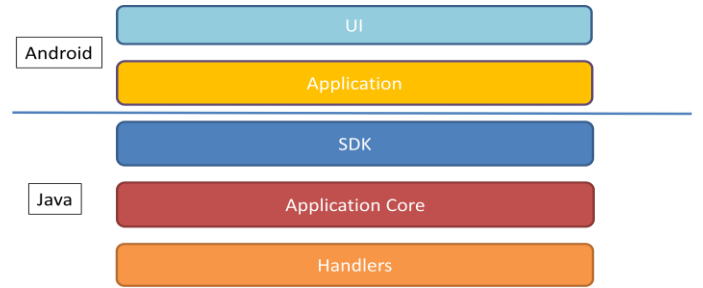 UI
Android
Application
SDK
Java
Application Core
Handlers